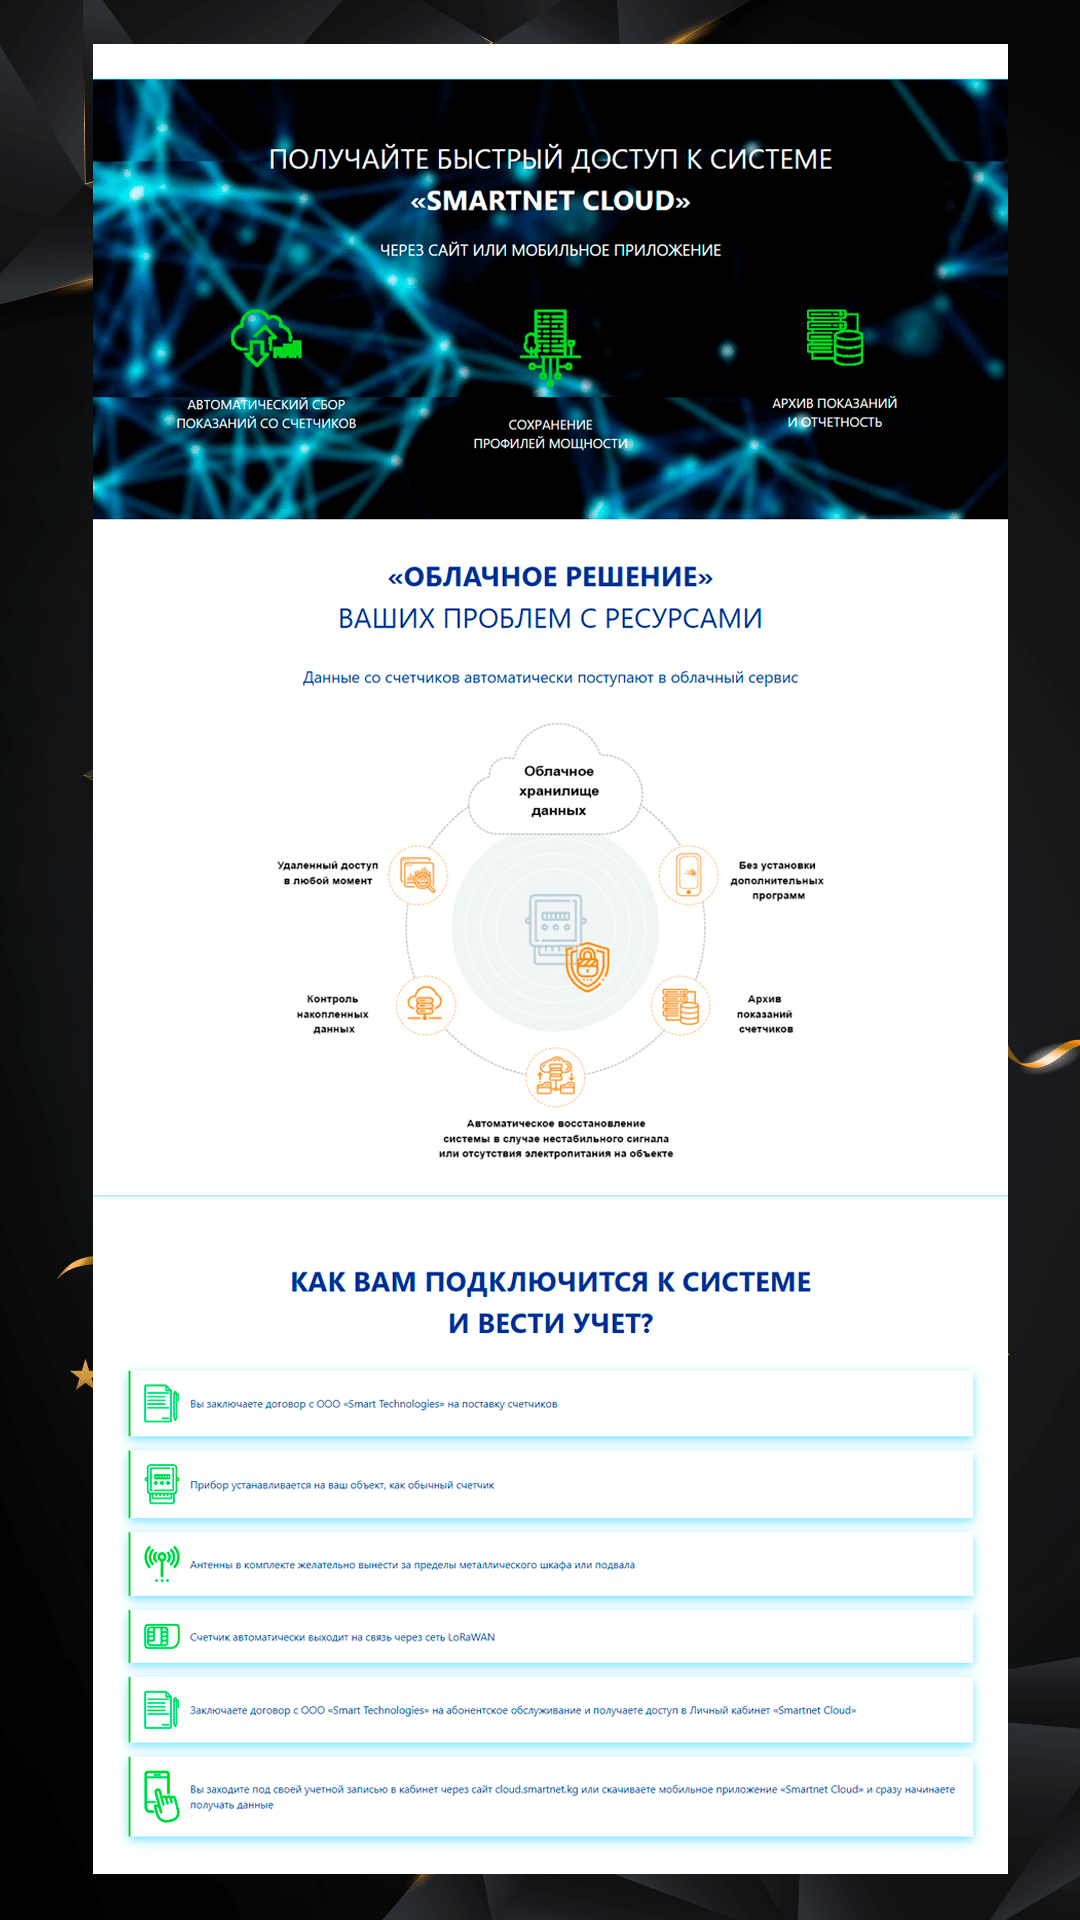 ПОЛУЧАЙТЕ БЫСТРЫЙ ДОСТУП К СИСТЕМЕ
«SMARTNET CLOUD»
ЧЕРЕЗ САЙТ ИЛИ МОБИЛЬНОЕ ПРИЛОЖЕНИЕ
АВТОМАТИЧЕСКИЙ СБОР
ПОКАЗАНИЙ СО СЧЕТЧИКОВ
СОХРАНЕНИЕ
ПРОФИЛЕЙ МОЩНОСТИ
АРХИВ ПОКАЗАНИЙ
И ОТЧЕТНОСТЬ
«ОБЛАЧНОЕ РЕШЕНИЕ»
ВАШИХ ПРОБЛЕМ С РЕСУРСАМИ
Данные со счетчиков автоматически поступают в облачный сервис
Облачное
хранилище
данных
Удаленный доступ
в любой момент
Без установки
дополнительных
программ
Контроль
накопленных
данных
Архив
показаний
счетчиков
Автоматическое восстановление
системы в случае нестабильного сигнала
или отсутствия электропитания на объекте
КАК ВАМ ПОДКЛЮЧИТСЯ К СИСТЕМЕ
И ВЕСТИ УЧЕТ?
Вы заключаете договор с ООО «Smart Technologies» на поставку счетчиков
Прибор устанавливается на ваш объект, как обычный счетчик
Антенны в комплекте желательно вынести за пределы металлического шкафа или подвала
Счетчик автоматически выходит на связь через сеть LoRaWAN
Заключаете договор с ООО «Smart Technologies» на абонентское обслуживание и получаете доступ в Личный кабинет «Smartnet Cloud»
Вы заходите под своей учетной записью в кабинет через сайт cloud.smartnet.kg или скачиваете мобильное приложение «Smartnet Cloud» и сразу начинаете
получать данные